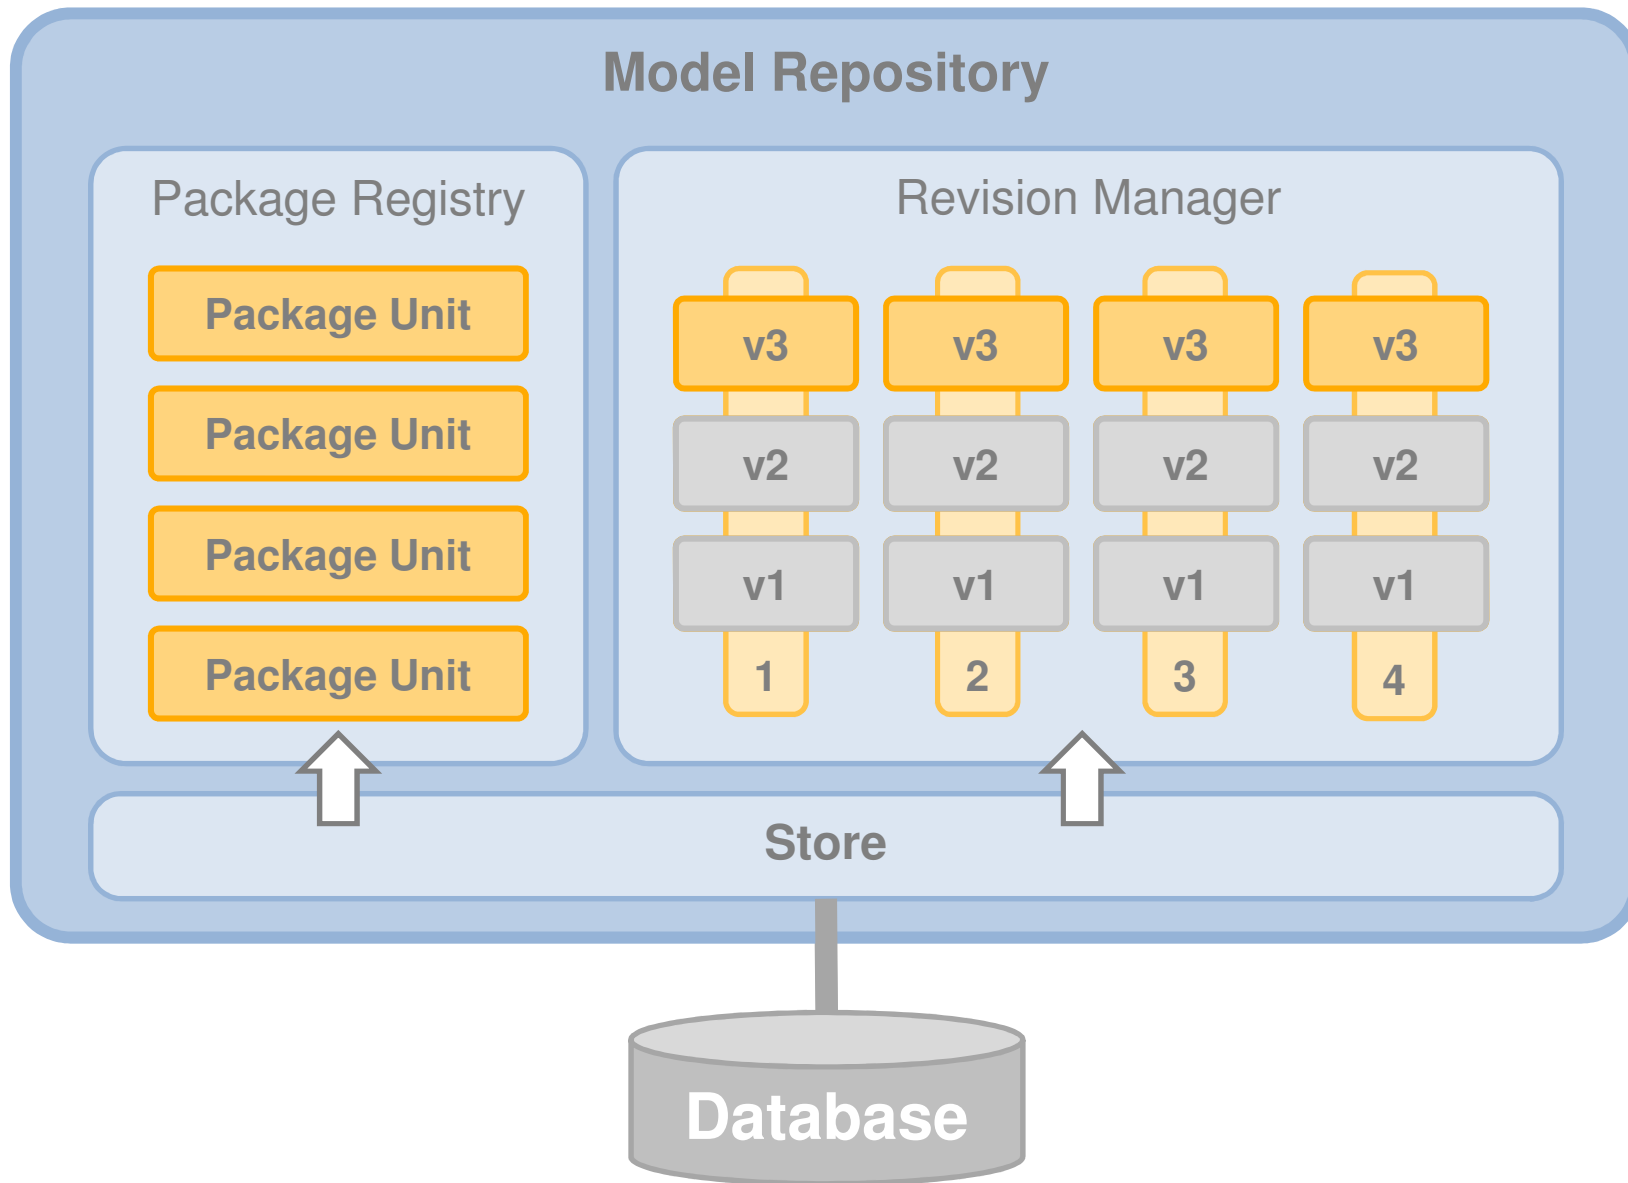 Model Repository
Package Registry
Package Unit
Package Unit
Package Unit
Package Unit
Revision Manager
v3 v3 v3 v3
v2 v2 v2 v2
v1 v1 v1 v1
1 2 3 4
Store
Database